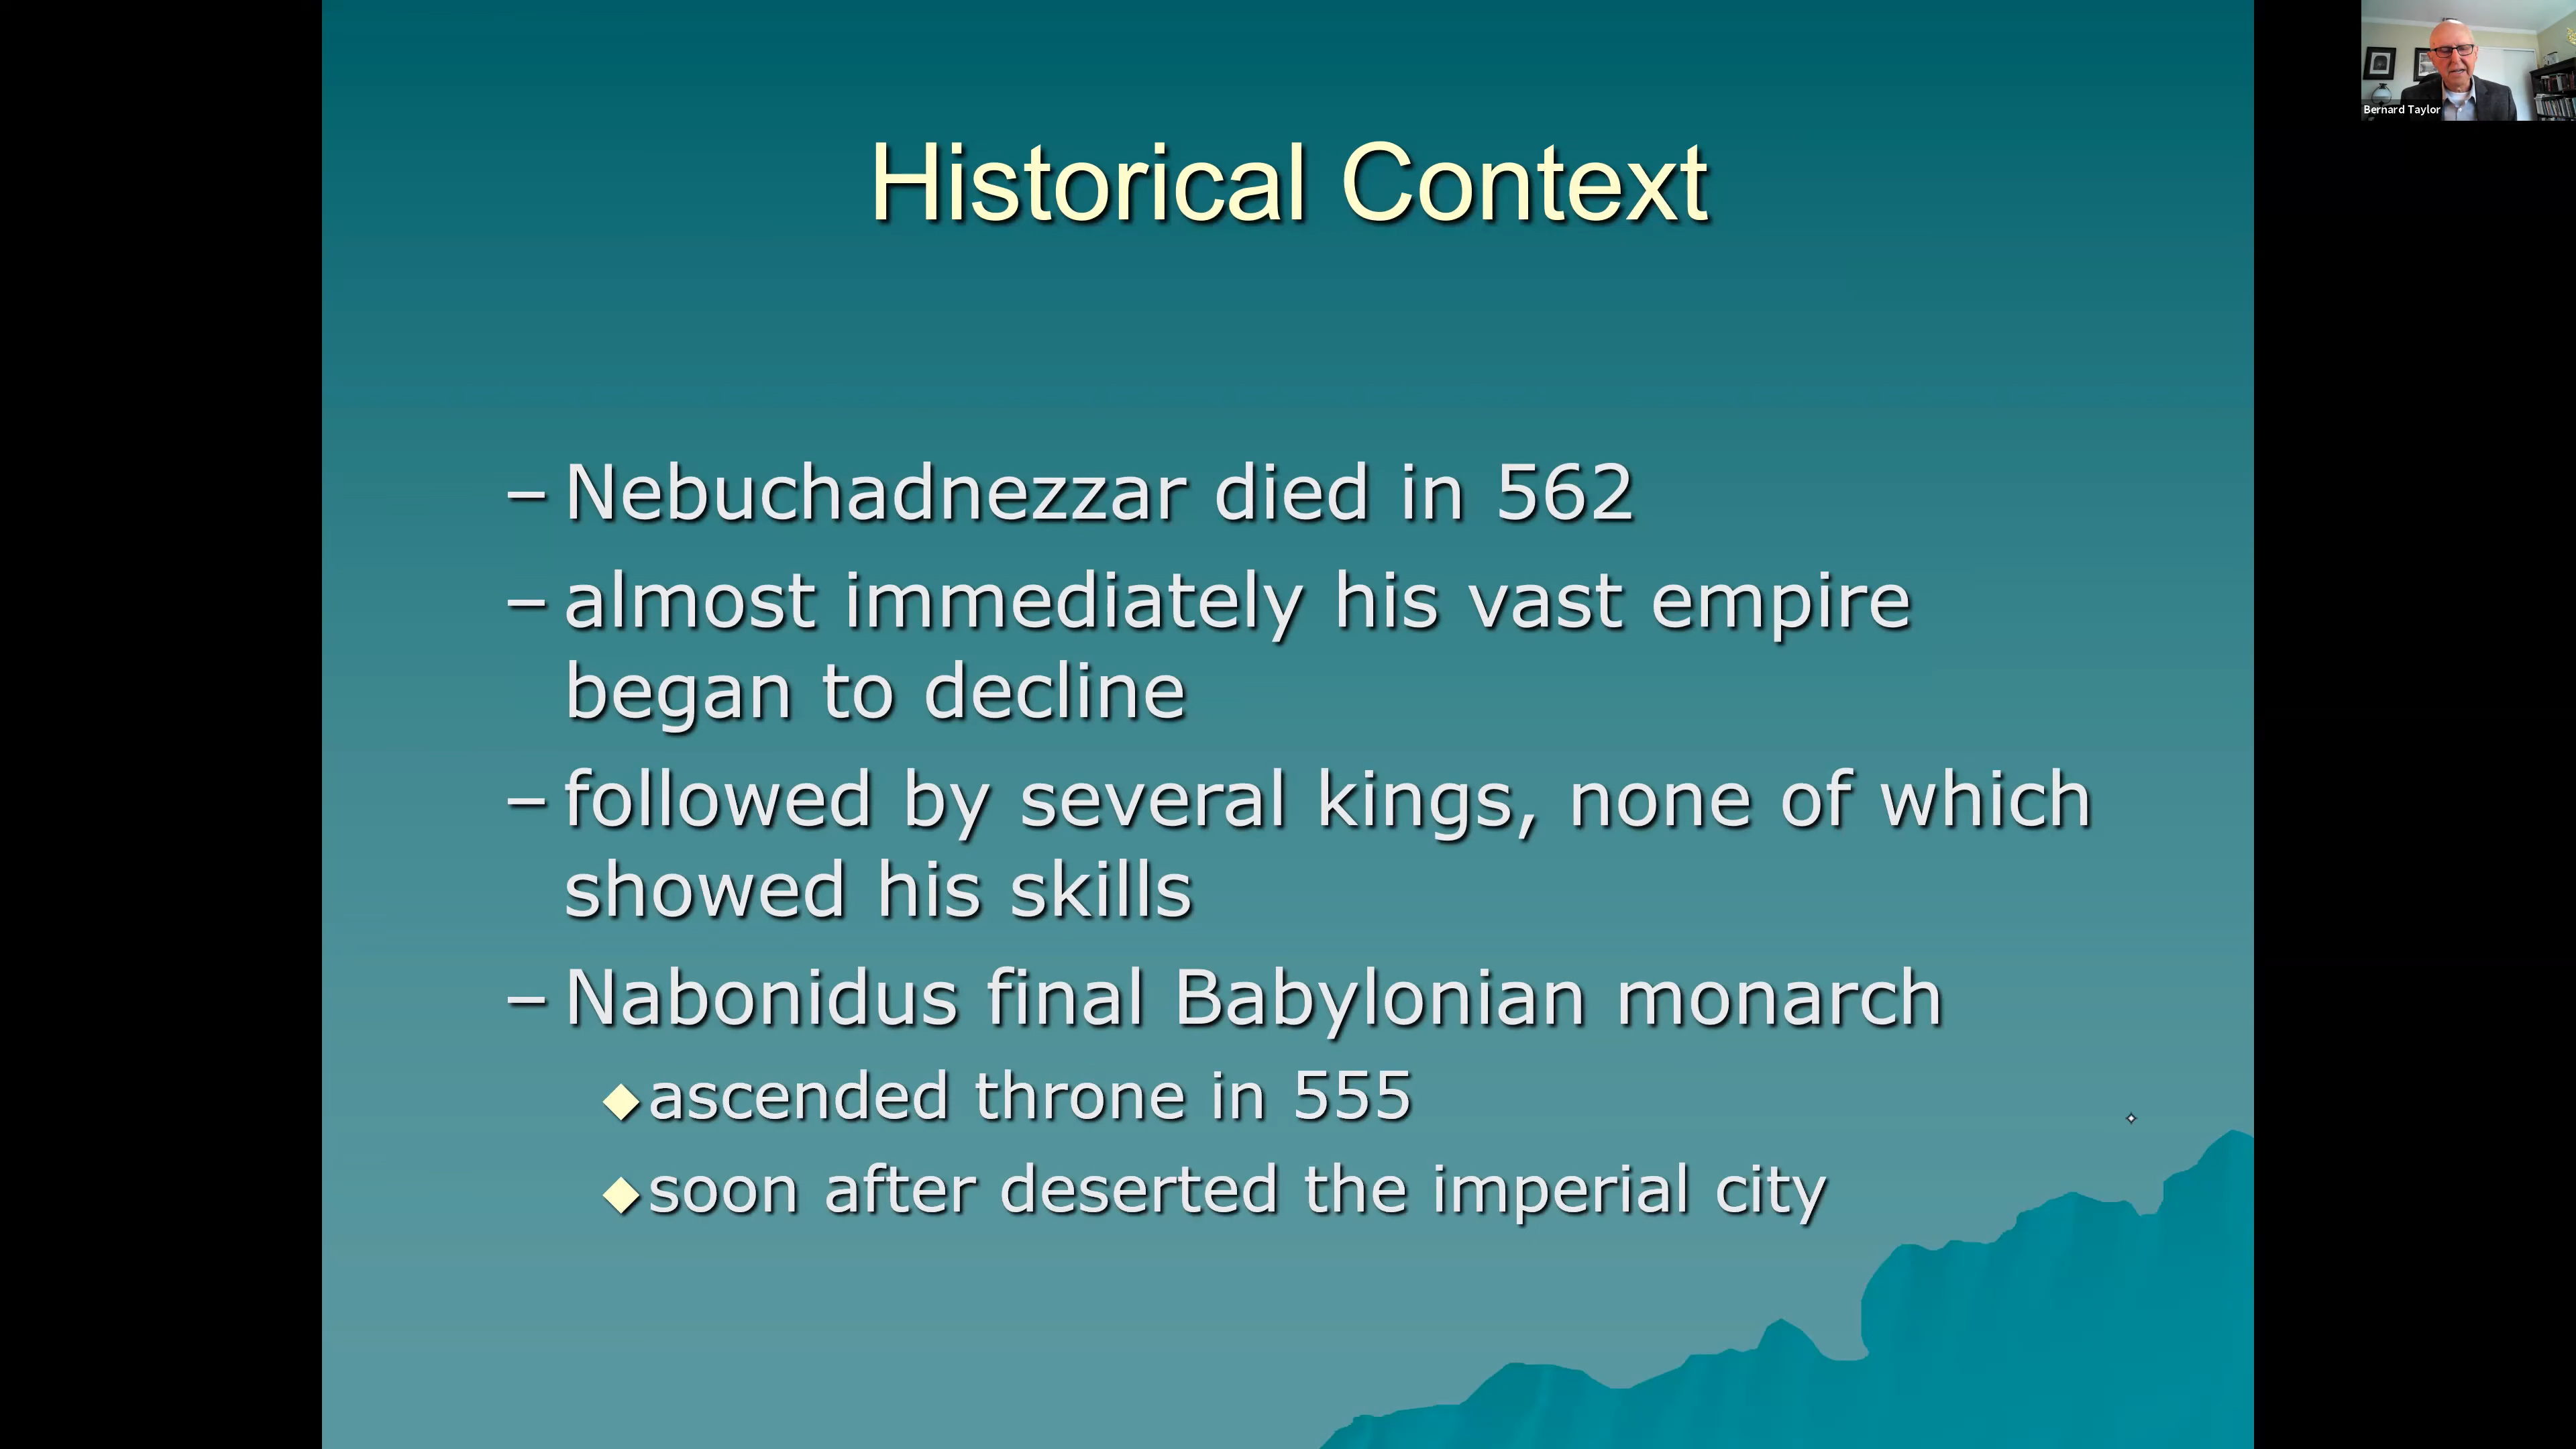 Historical Context
– Nebuchadnezzar died in 562
– almost immediately his vast empire
began to decline
– followed by several kings, none of which
showed his skills
– Nabonidus final Babylonian monarch
◆ ascended throne in 555
◆ soon after deserted the imperial city
Bernard Taylor